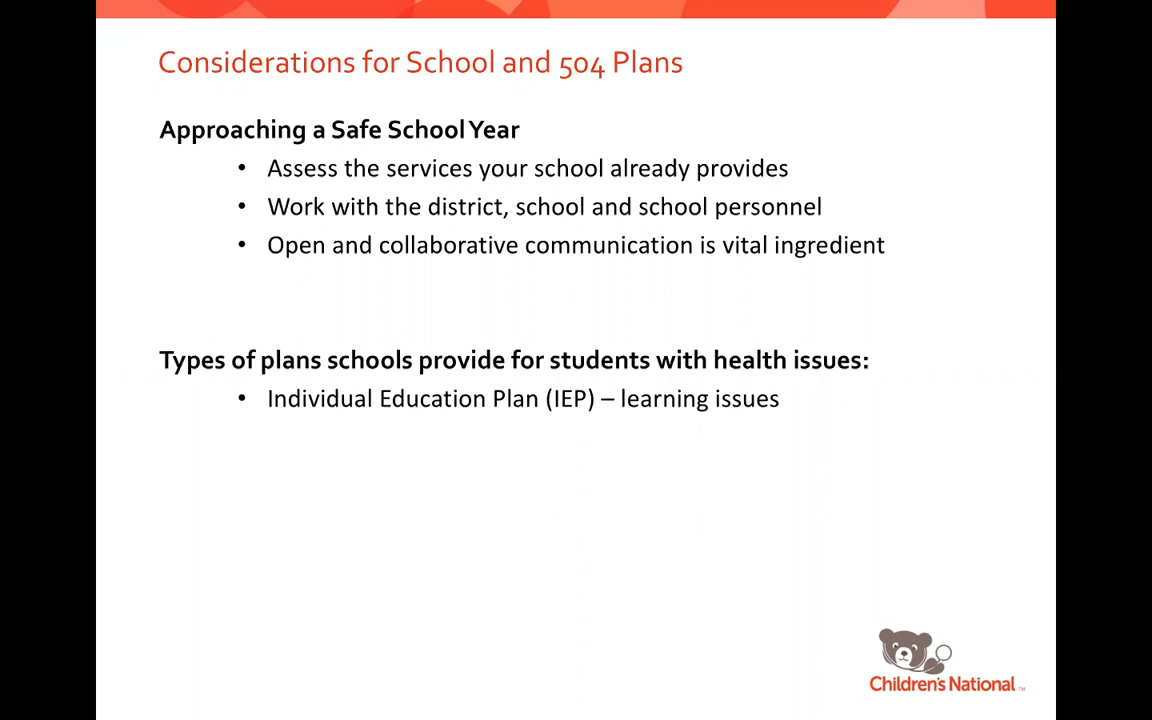 Considerations for School and 504 Plans
Approaching a Safe School Year
• Assess the services your school already provides
• Work with the district, school and school personnel
• Open and collaborative communication is vital ingredient
Types of plans schools provide for students with health issues:
• Individual Education Plan (IEP) – learning issues
Children's National ™